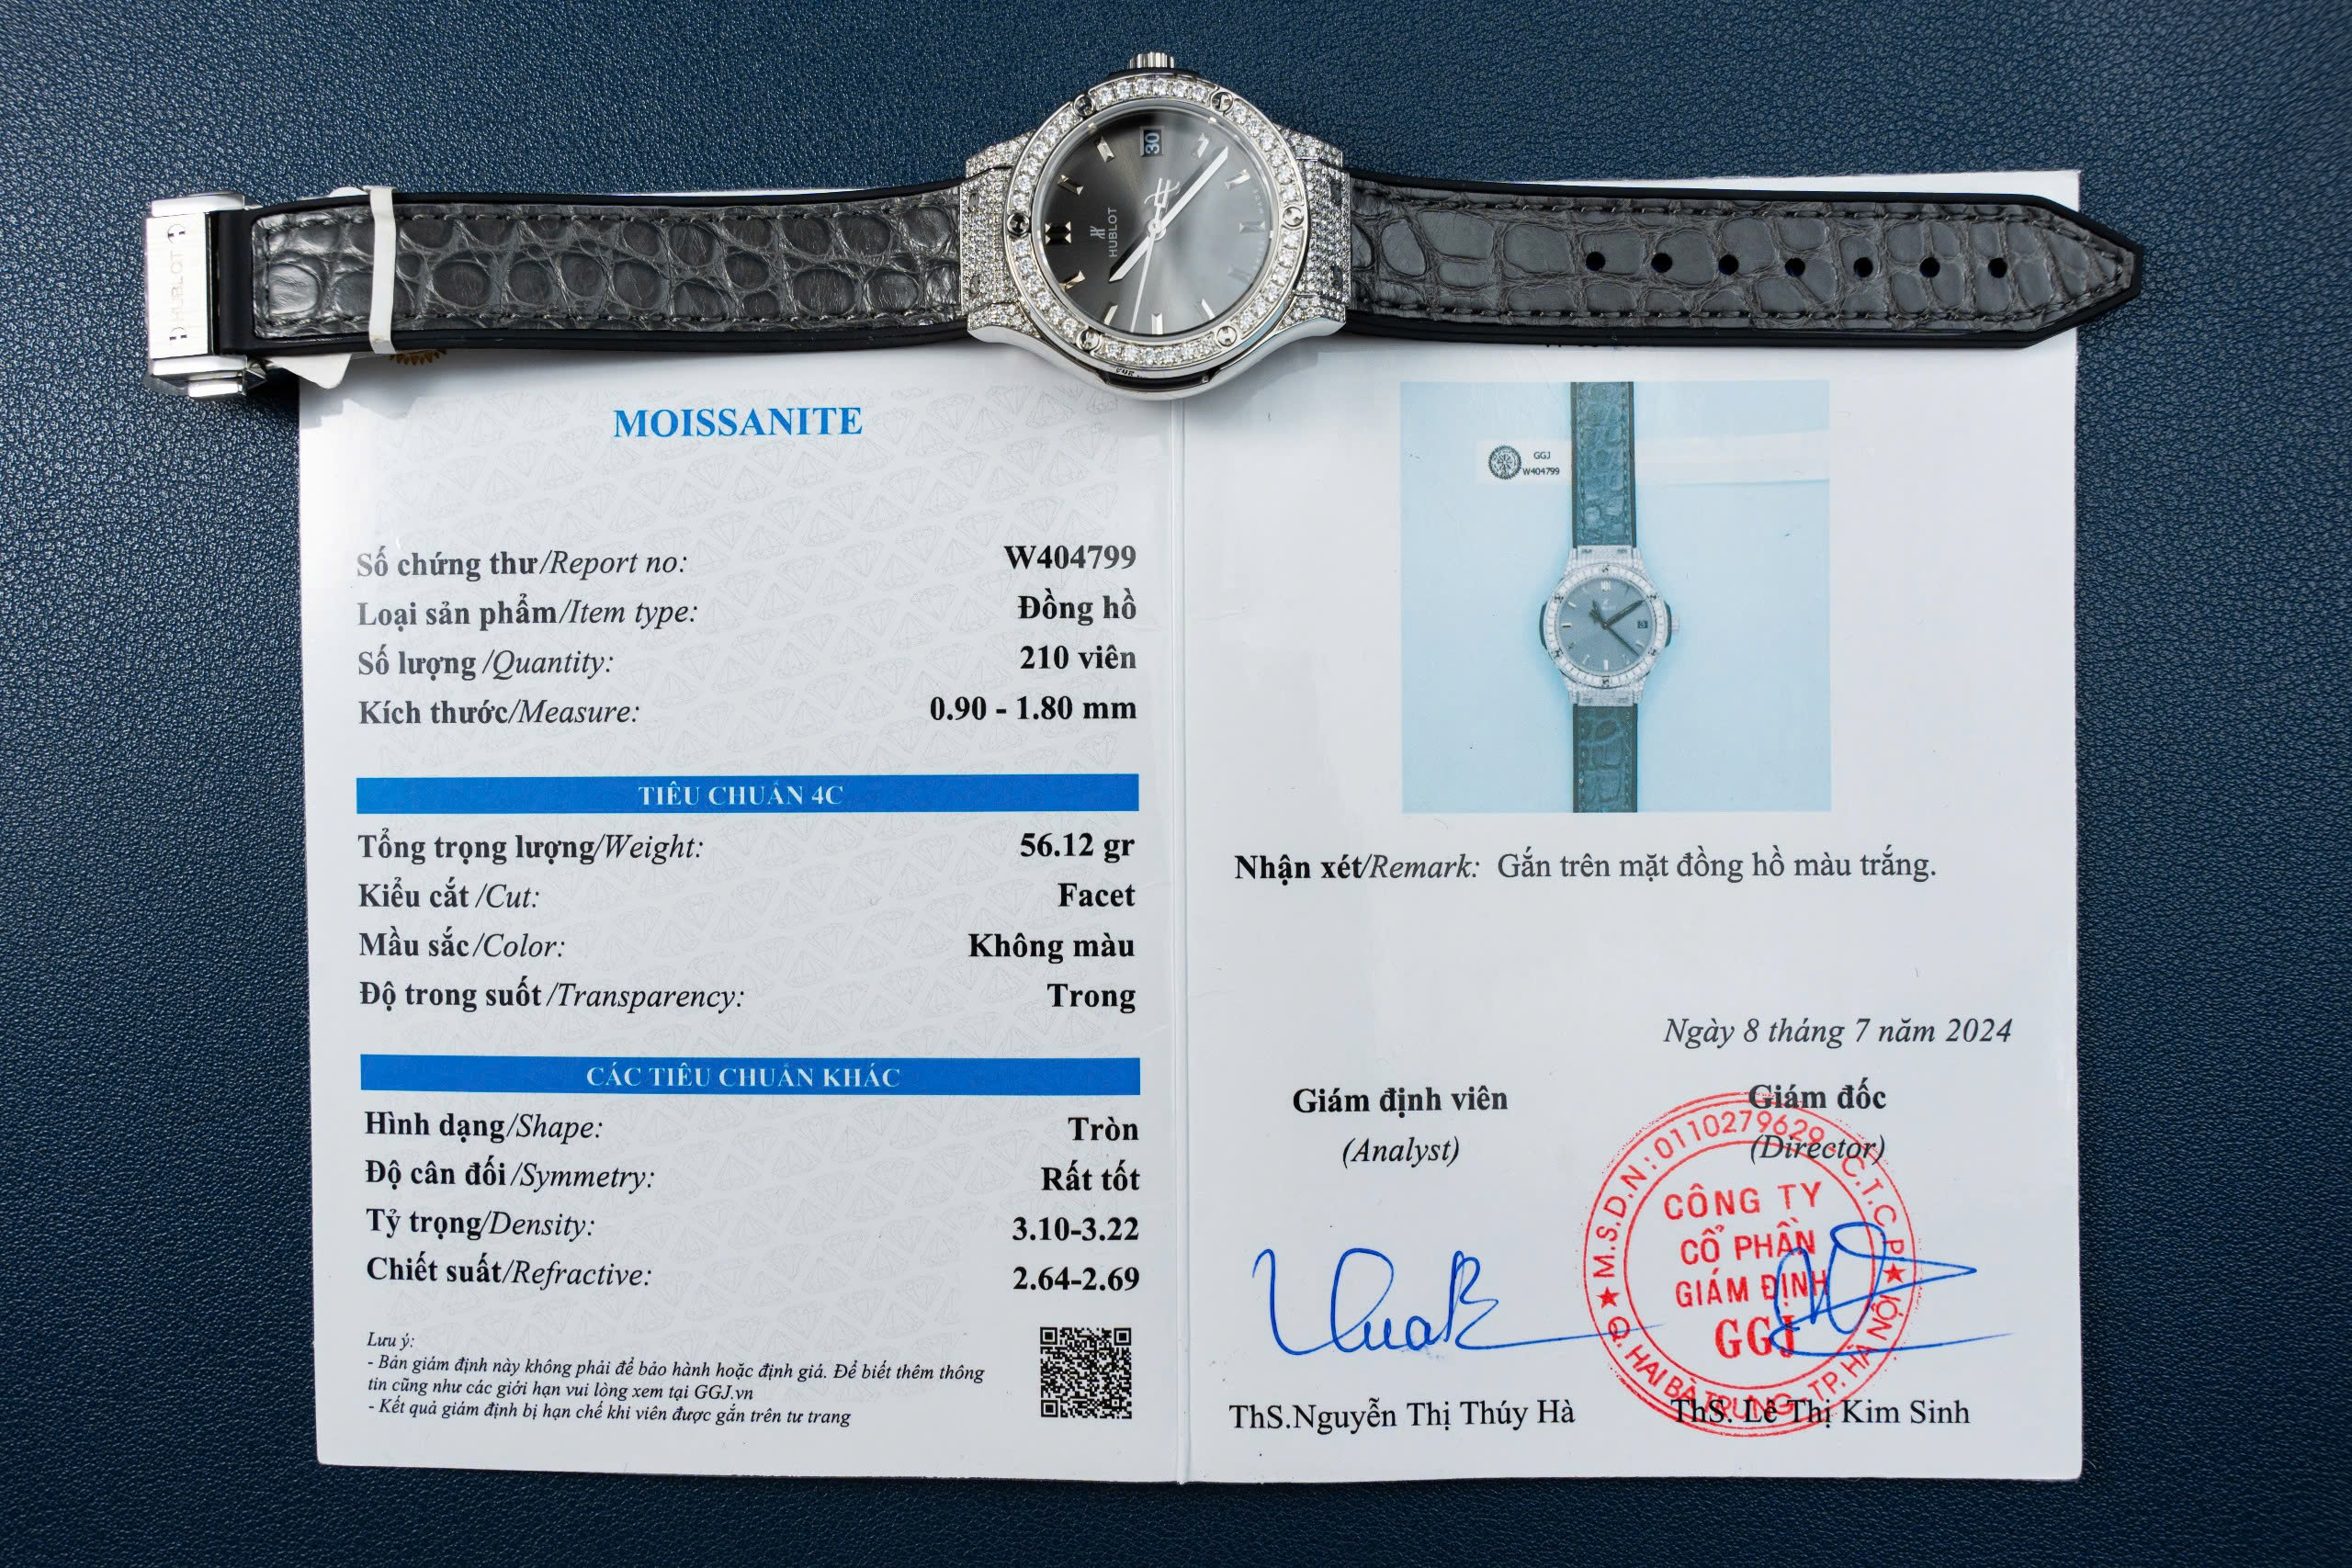 30
HUBLOT
HUBLOT
MOISSANITE
Số chứng thư/Report no: W404799
Loại sản phẩm/Item type: Đồng hồ
Số lượng /Quantity: 210 viên
Kích thước/Measure: 0.90 - 1.80 mm
TIÊU CHUẨN 4C
Tổng trọng lượng/Weight: 56.12 gr
Kiểu cắt /Cut: Facet
Mầu sắc/Color: Không màu
Độ trong suốt /Transparency: Trong
CÁC TIÊU CHUẨN KHÁC
Hình dạng/Shape: Tròn
Độ cân đối /Symmetry: Rất tốt
Tỷ trọng/Density: 3.10-3.22
Chiết suất/Refractive: 2.64-2.69
Lưu ý:
- Bản giám định này không phải để bảo hành hoặc định giá. Để biết thêm thông
tin cũng như các giới hạn vui lòng xem tại GGJ.vn
- Kết quả giám định bị hạn chế khi viên được gắn trên tư trang
GGJ
W404799
Nhận xét/Remark: Gắn trên mặt đồng hồ màu trắng.
Ngày 8 tháng 7 năm 2024
Giám định viên
(Analyst)
Giám đốc
(Director)
M.S.D.N: 0110279629 - C.T.C.P
CÔNG TY
CỔ PHẦN
GIÁM ĐỊNH
GGJ
Q. HAI BÀ TRƯNG - T.P. HÀ NỘI
ThS.Nguyễn Thị Thúy Hà
ThS. Lê Thị Kim Sinh